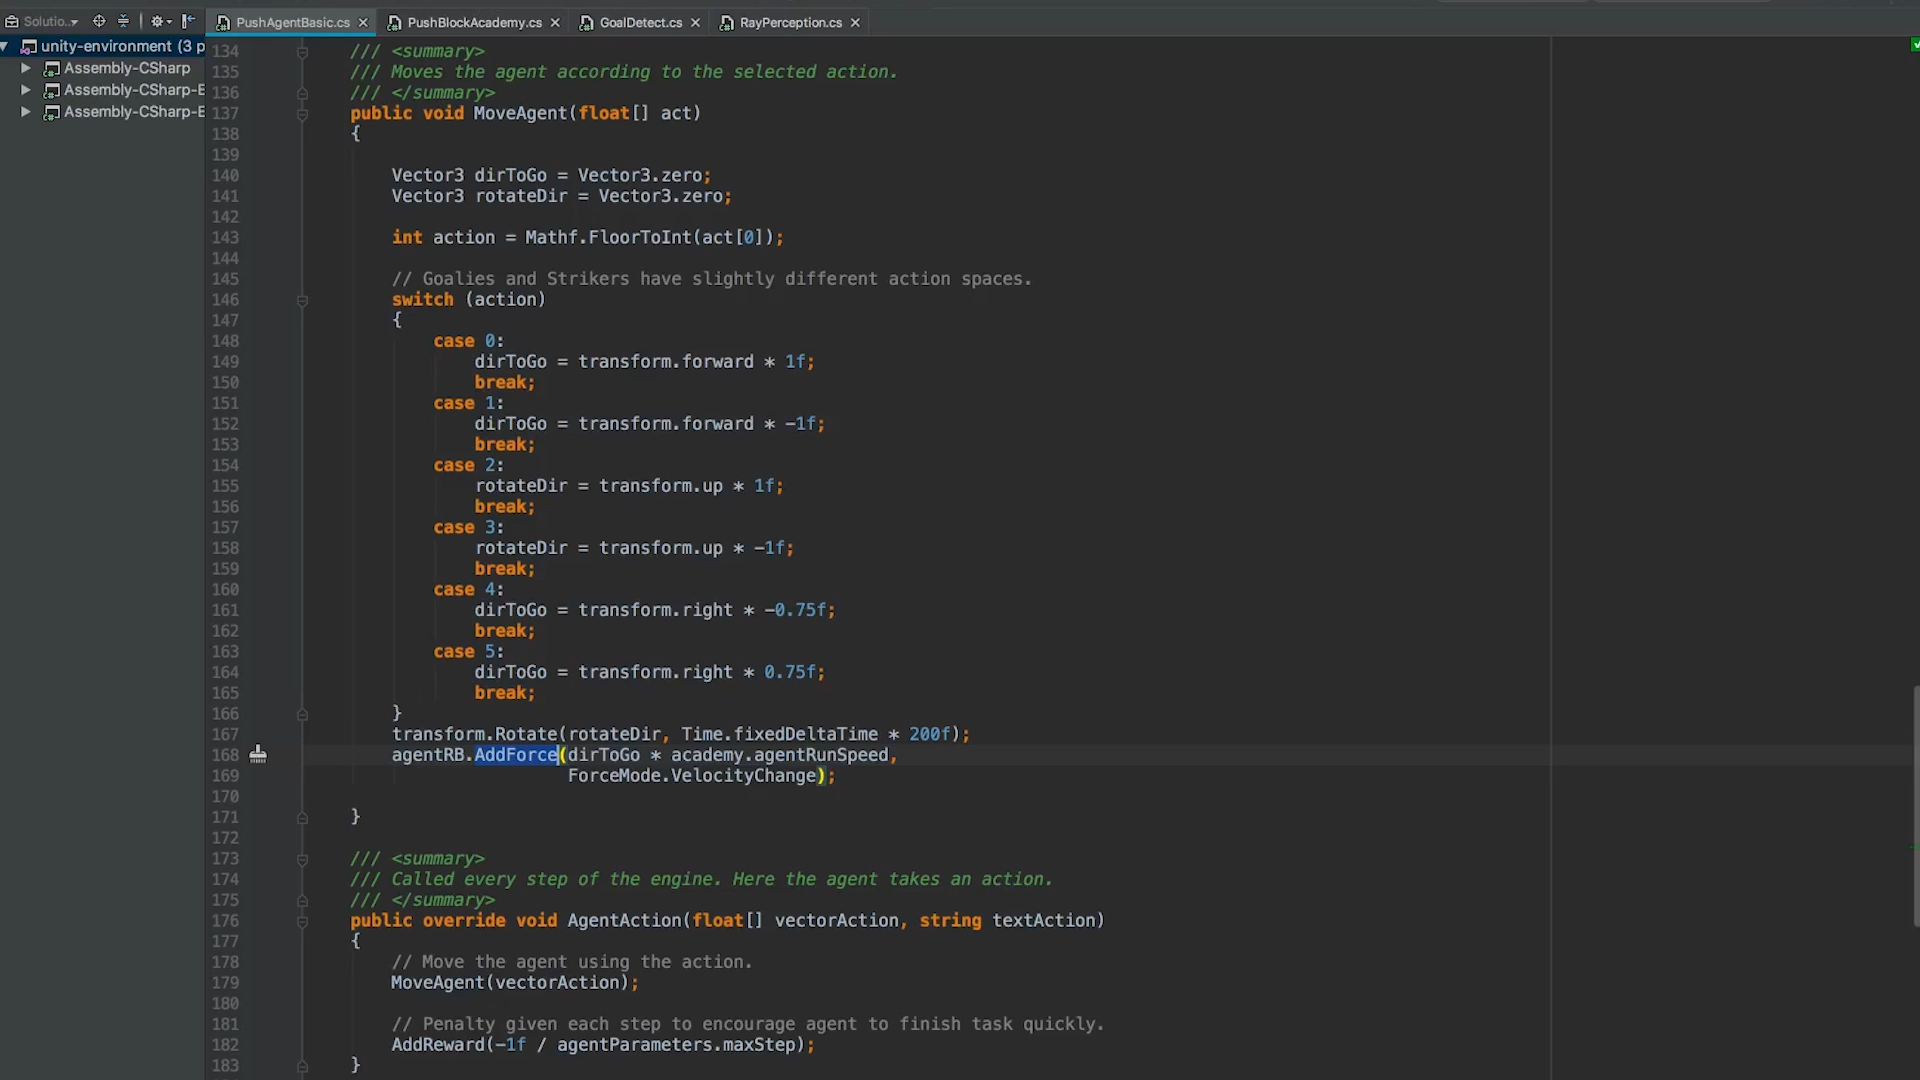 Solutio..
PushAgentBasic.cs
PushBlockAcademy.cs
GoalDetect.cs
RayPerception.cs
unity-environment (3 p
Assembly-CSharp
Assembly-CSharp-E
Assembly-CSharp-E
134 /// <summary>
135 /// Moves the agent according to the selected action.
136 /// </summary>
137 public void MoveAgent(float[] act)
138 {
139
140 Vector3 dirToGo = Vector3.zero;
141 Vector3 rotateDir = Vector3.zero;
142
143 int action = Mathf.FloorToInt(act[0]);
144
145 // Goalies and Strikers have slightly different action spaces.
146 switch (action)
147 {
148 case 0:
149 dirToGo = transform.forward * 1f;
150 break;
151 case 1:
152 dirToGo = transform.forward * -1f;
153 break;
154 case 2:
155 rotateDir = transform.up * 1f;
156 break;
157 case 3:
158 rotateDir = transform.up * -1f;
159 break;
160 case 4:
161 dirToGo = transform.right * -0.75f;
162 break;
163 case 5:
164 dirToGo = transform.right * 0.75f;
165 break;
166 }
167 transform.Rotate(rotateDir, Time.fixedDeltaTime * 200f);
168 agentRB.AddForce(dirToGo * academy.agentRunSpeed,
169 ForceMode.VelocityChange);
170
171 }
172
173 /// <summary>
174 /// Called every step of the engine. Here the agent takes an action.
175 /// </summary>
176 public override void AgentAction(float[] vectorAction, string textAction)
177 {
178 // Move the agent using the action.
179 MoveAgent(vectorAction);
180
181 // Penalty given each step to encourage agent to finish task quickly.
182 AddReward(-1f / agentParameters.maxStep);
183 }